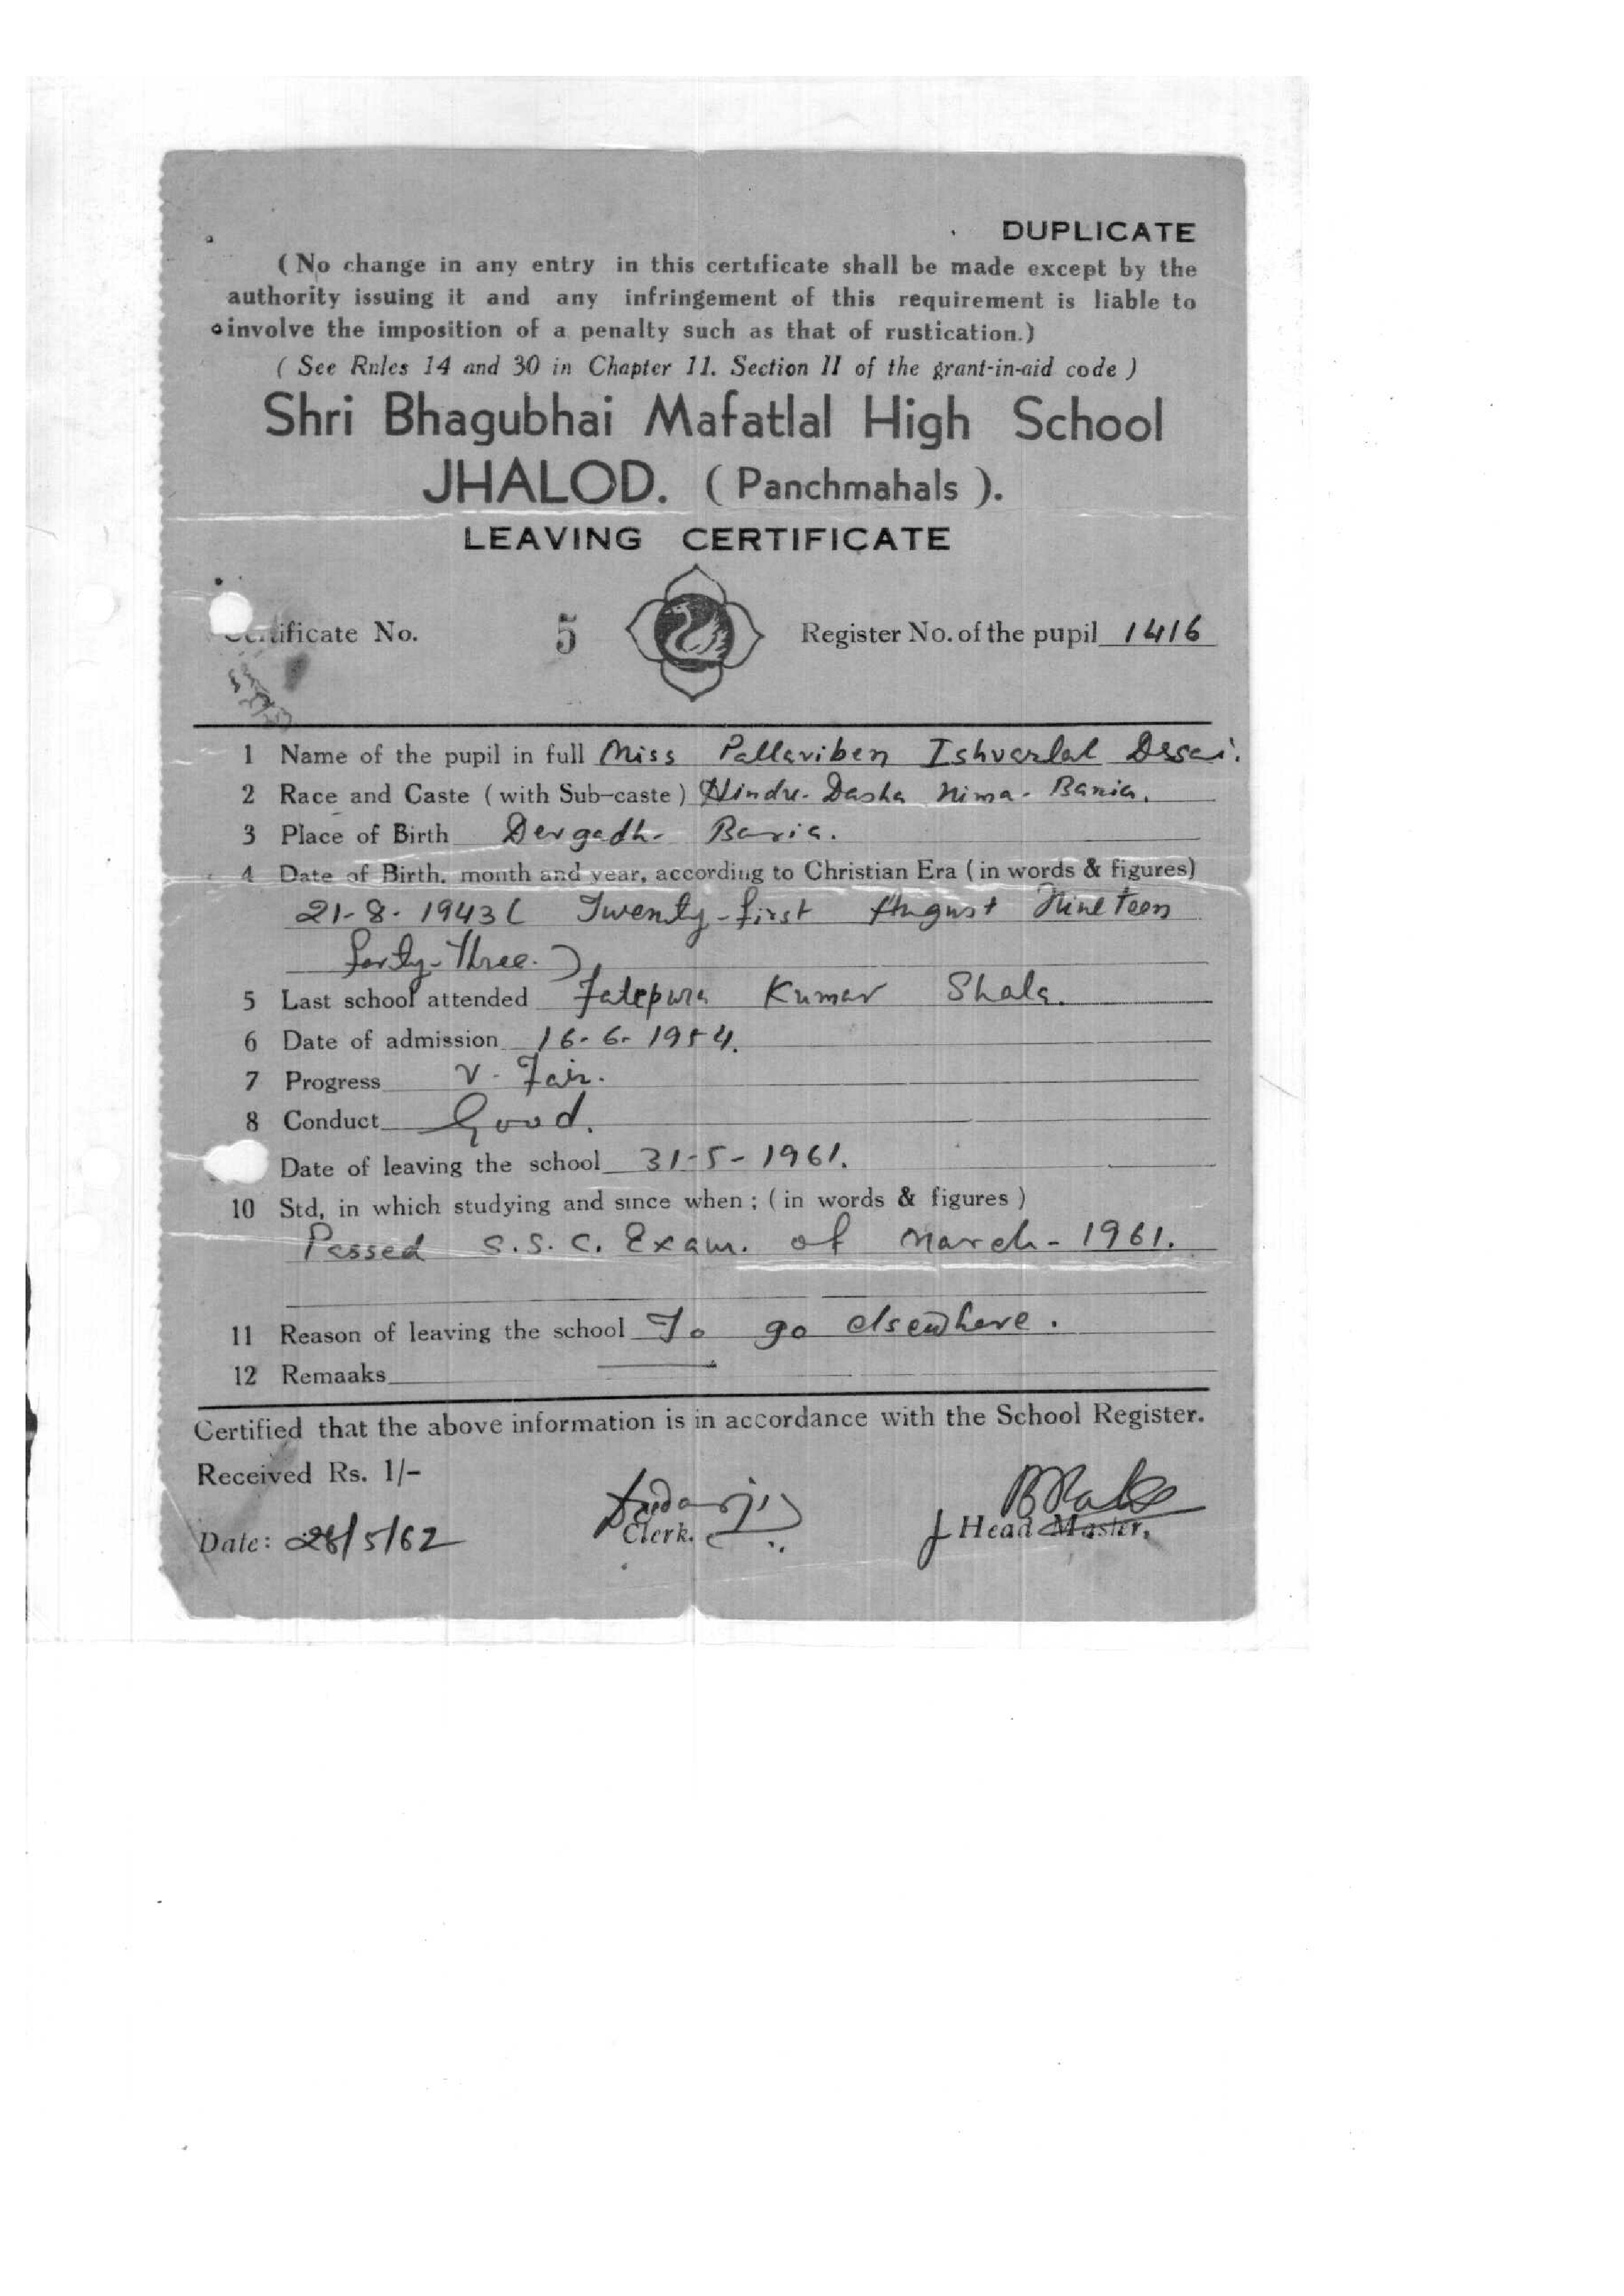 DUPLICATE
( No change in any entry in this certificate shall be made except by the
authority issuing it and any infringement of this requirement is liable to
involve the imposition of a penalty such as that of rustication.)
( See Rules 14 and 30 in Chapter 11. Section II of the grant-in-aid code )
Shri Bhagubhai Mafatlal High School
JHALOD. ( Panchmahals ).
LEAVING CERTIFICATE
Certificate No. 5 Register No. of the pupil 1416
1 Name of the pupil in full Miss Pallaviben Ishvarlal Desai.
2 Race and Caste ( with Sub-caste ) Hindu- Dasha Nima- Bania.
3 Place of Birth Devgadh- Baria.
4 Date of Birth, month and year, according to Christian Era ( in words & figures)
21-8-1943 ( Twenty-first August Nineteen
forty-Three. )
5 Last school attended Fatepura Kumar Shala.
6 Date of admission 16-6-1954.
7 Progress V. Fair.
8 Conduct Good.
Date of leaving the school 31-5-1961.
10 Std, in which studying and since when ; ( in words & figures )
Passed S.S.C. Exam. of March-1961.
11 Reason of leaving the school To go elsewhere.
12 Remaaks
Certified that the above information is in accordance with the School Register.
Received Rs. 1/-
Date: 28/5/62 Clerk. Head Master,